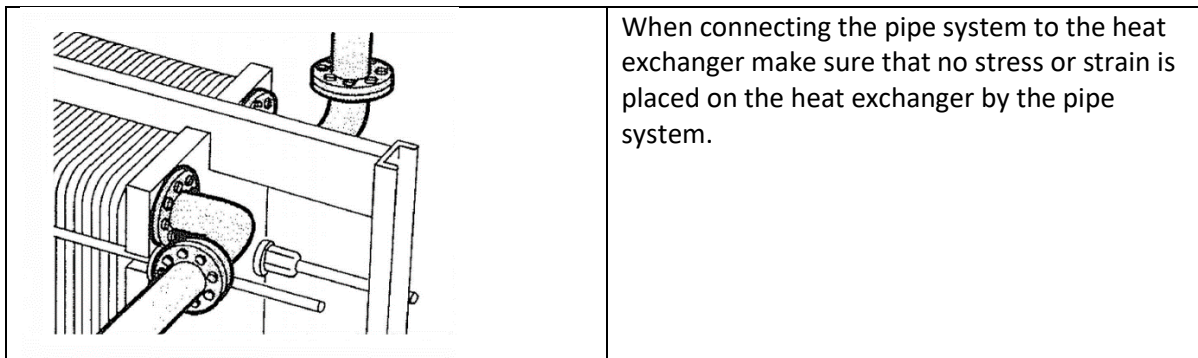 When connecting the pipe system to the heat
exchanger make sure that no stress or strain is
placed on the heat exchanger by the pipe
system.